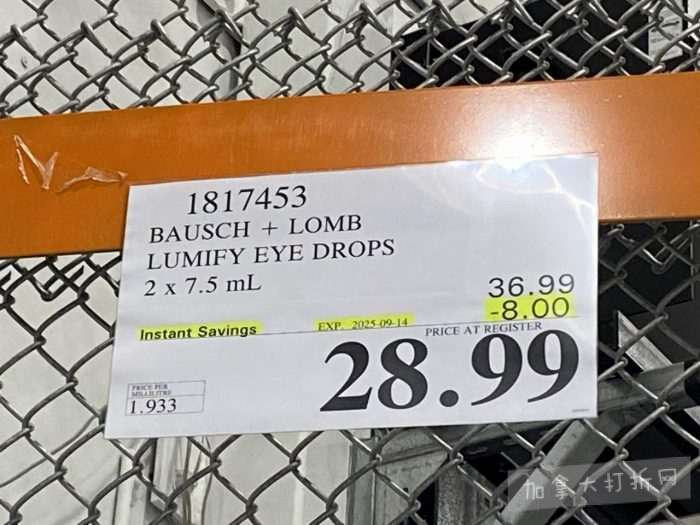 1817453
BAUSCH + LOMB
LUMIFY EYE DROPS
2 x 7.5 mL
36.99
-8.00
Instant Savings EXP. 2025-09-14
PRICE AT REGISTER
28.99
PRICE PER
MILLILITRE
1.933
加拿大打折网